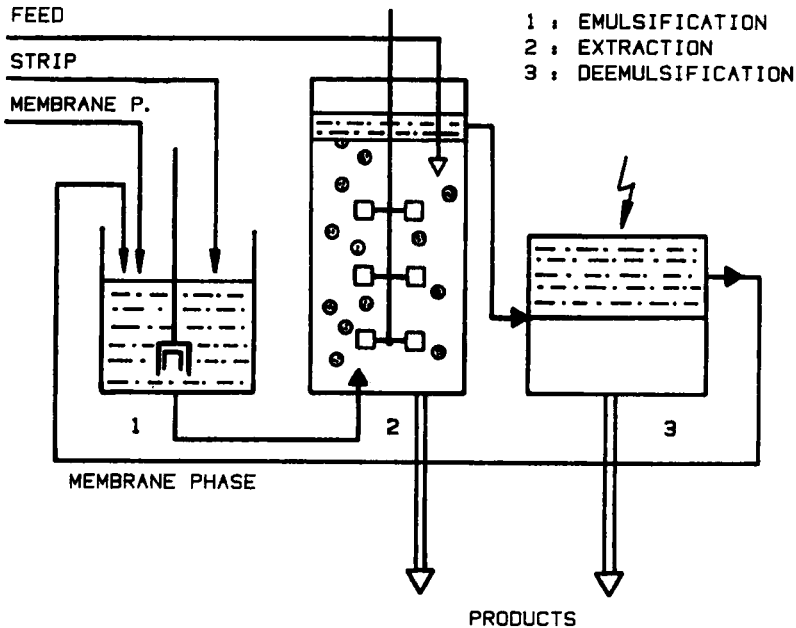 FEED
STRIP
MEMBRANE P.
1 : EMULSIFICATION
2 : EXTRACTION
3 : DEEMULSIFICATION
1
2
3
MEMBRANE PHASE
PRODUCTS